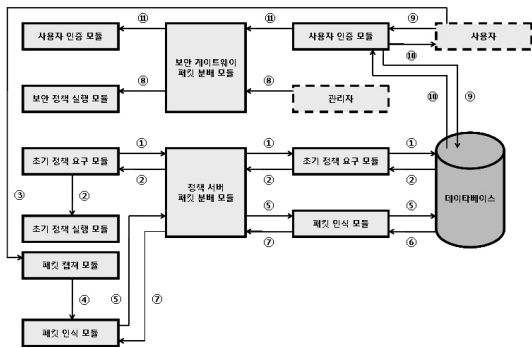 ⑪ ⑪ ⑨
사용자 인증 모듈
보안 게이트웨이
패킷 분배 모듈
사용자 인증 모듈
사용자
⑩
⑧ ⑧ ⑩ ⑨
보안 정책 실행 모듈
관리자
① ① ①
초기 정책 요구 모듈
정책 서버
패킷 분배 모듈
초기 정책 요구 모듈
데이타베이스
② ② ②
③ ②
초기 정책 실행 모듈
⑤ ⑤
패킷 인식 모듈
⑦ ⑥
패킷 캡쳐 모듈
④ ⑤ ⑦
패킷 인식 모듈